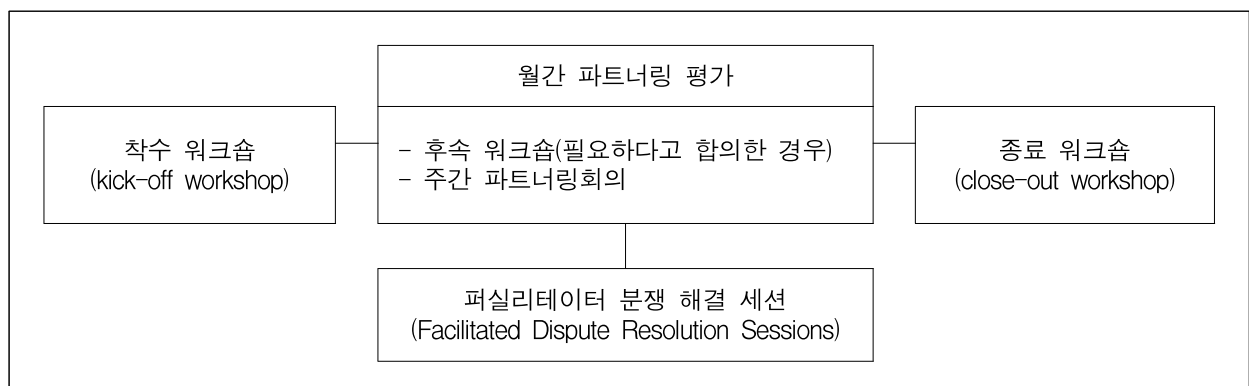 월간 파트너링 평가
착수 워크숍
(kick-off workshop)
- 후속 워크숍(필요하다고 합의한 경우)
- 주간 파트너링회의
종료 워크숍
(close-out workshop)
퍼실리테이터 분쟁 해결 세션
(Facilitated Dispute Resolution Sessions)